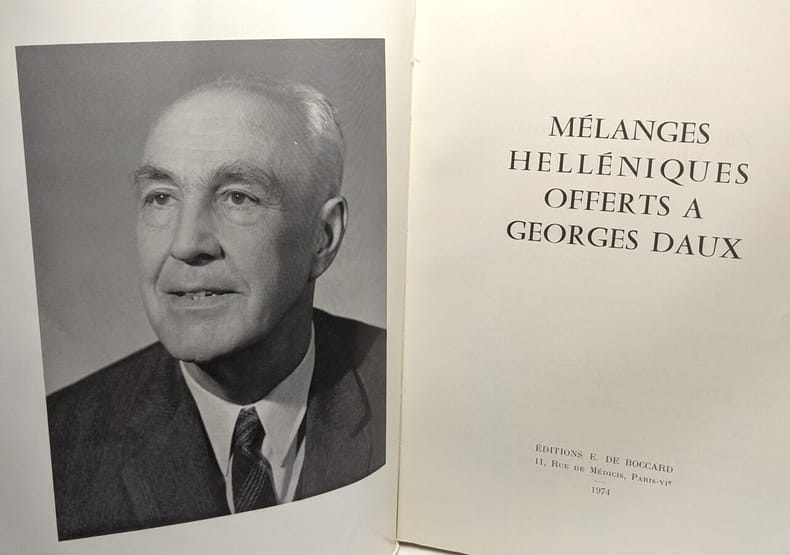 MÉLANGES
HELLÉNIQUES
OFFERTS A
GEORGES DAUX
ÉDITIONS E. DE BOCCARD
11, RUE DE MÉDICIS, PARIS-VIe
1974